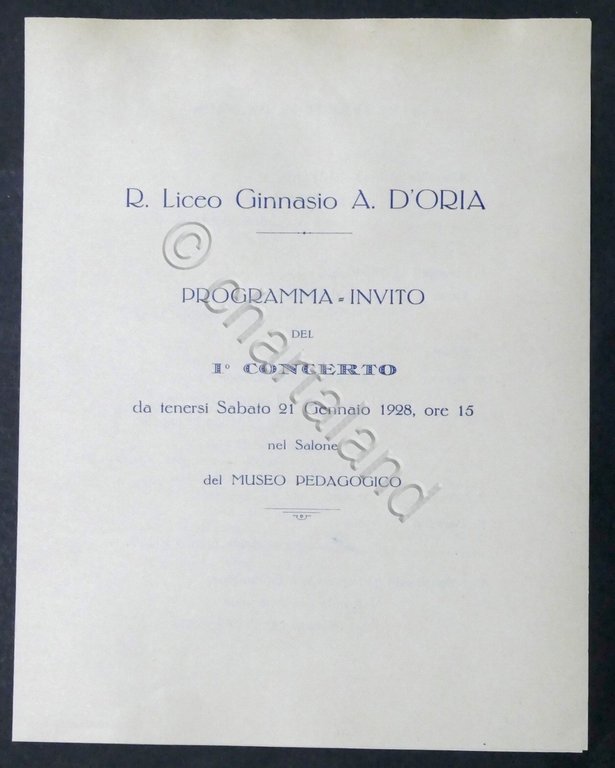 R. Liceo Ginnasio A. D'ORIA
PROGRAMMA - INVITO
DEL
I° CONCERTO
da tenersi Sabato 21 Gennaio 1928, ore 15
nel Salone
del MUSEO PEDAGOGICO
© chartaland